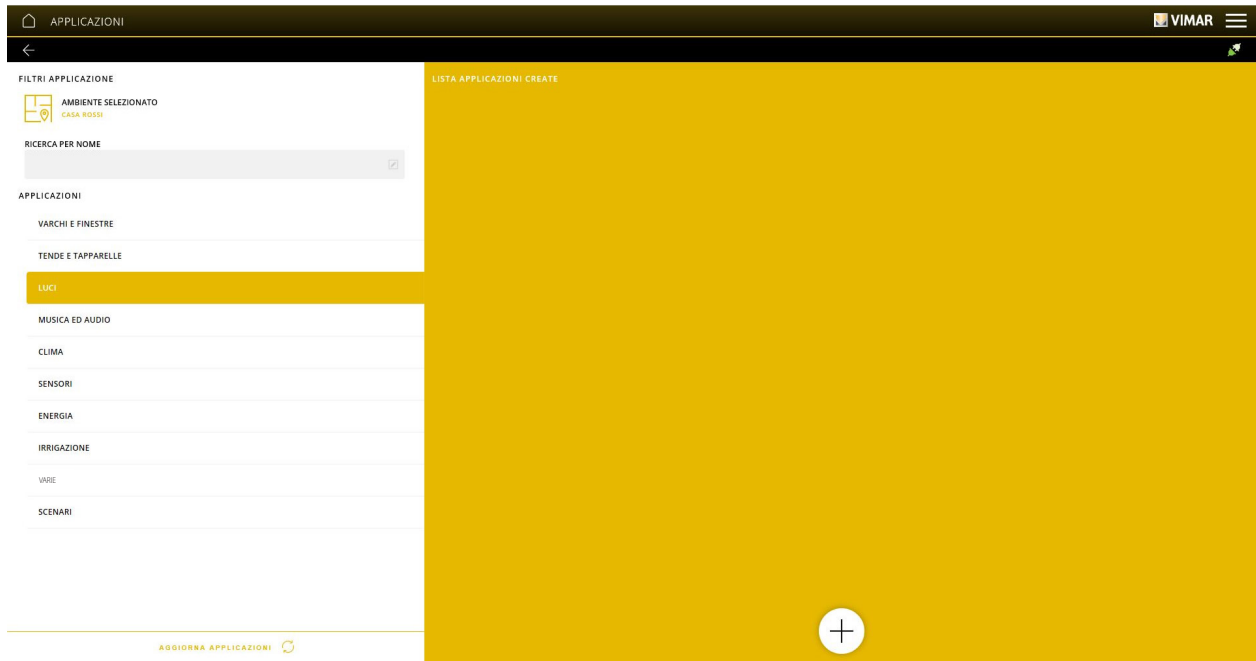 APPLICAZIONI
VIMAR
FILTRI APPLICAZIONE
LISTA APPLICAZIONI CREATE
AMBIENTE SELEZIONATO
CASA ROSSI
RICERCA PER NOME
APPLICAZIONI
VARCHI E FINESTRE
TENDE E TAPPARELLE
LUCI
MUSICA ED AUDIO
CLIMA
SENSORI
ENERGIA
IRRIGAZIONE
VARIE
SCENARI
AGGIORNA APPLICAZIONI